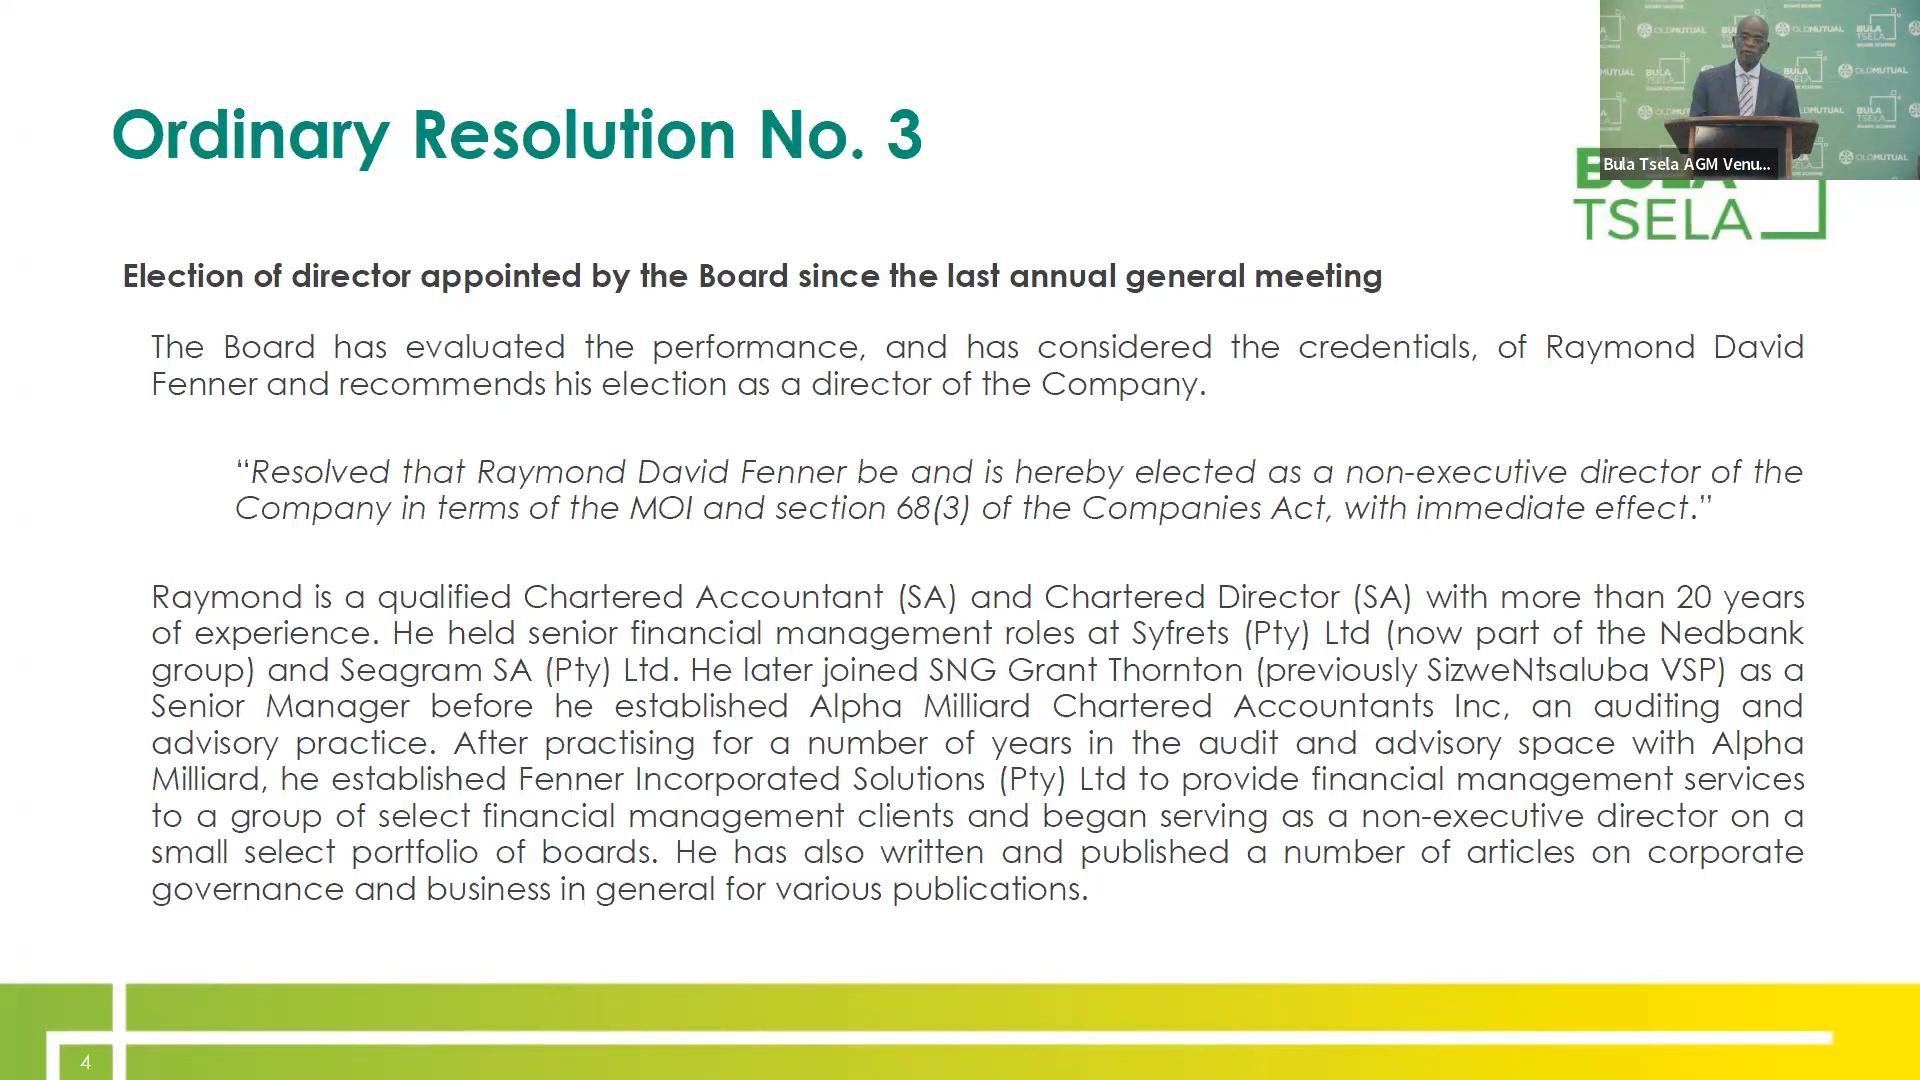 Ordinary Resolution No. 3
OLDMUTUAL
OLDMUTUAL
BULA
TSELA
MUTUAL
BULA
TSELA
BULA
OLDMUTUAL
OLDMUTUAL
Bula Tsela AGM Venu...
TSELA
Election of director appointed by the Board since the last annual general meeting
The Board has evaluated the performance, and has considered the credentials, of Raymond David
Fenner and recommends his election as a director of the Company.
“Resolved that Raymond David Fenner be and is hereby elected as a non-executive director of the
Company in terms of the MOI and section 68(3) of the Companies Act, with immediate effect.”
Raymond is a qualified Chartered Accountant (SA) and Chartered Director (SA) with more than 20 years
of experience. He held senior financial management roles at Syfrets (Pty) Ltd (now part of the Nedbank
group) and Seagram SA (Pty) Ltd. He later joined SNG Grant Thornton (previously SizweNtsaluba VSP) as a
Senior Manager before he established Alpha Milliard Chartered Accountants Inc, an auditing and
advisory practice. After practising for a number of years in the audit and advisory space with Alpha
Milliard, he established Fenner Incorporated Solutions (Pty) Ltd to provide financial management services
to a group of select financial management clients and began serving as a non-executive director on a
small select portfolio of boards. He has also written and published a number of articles on corporate
governance and business in general for various publications.
4